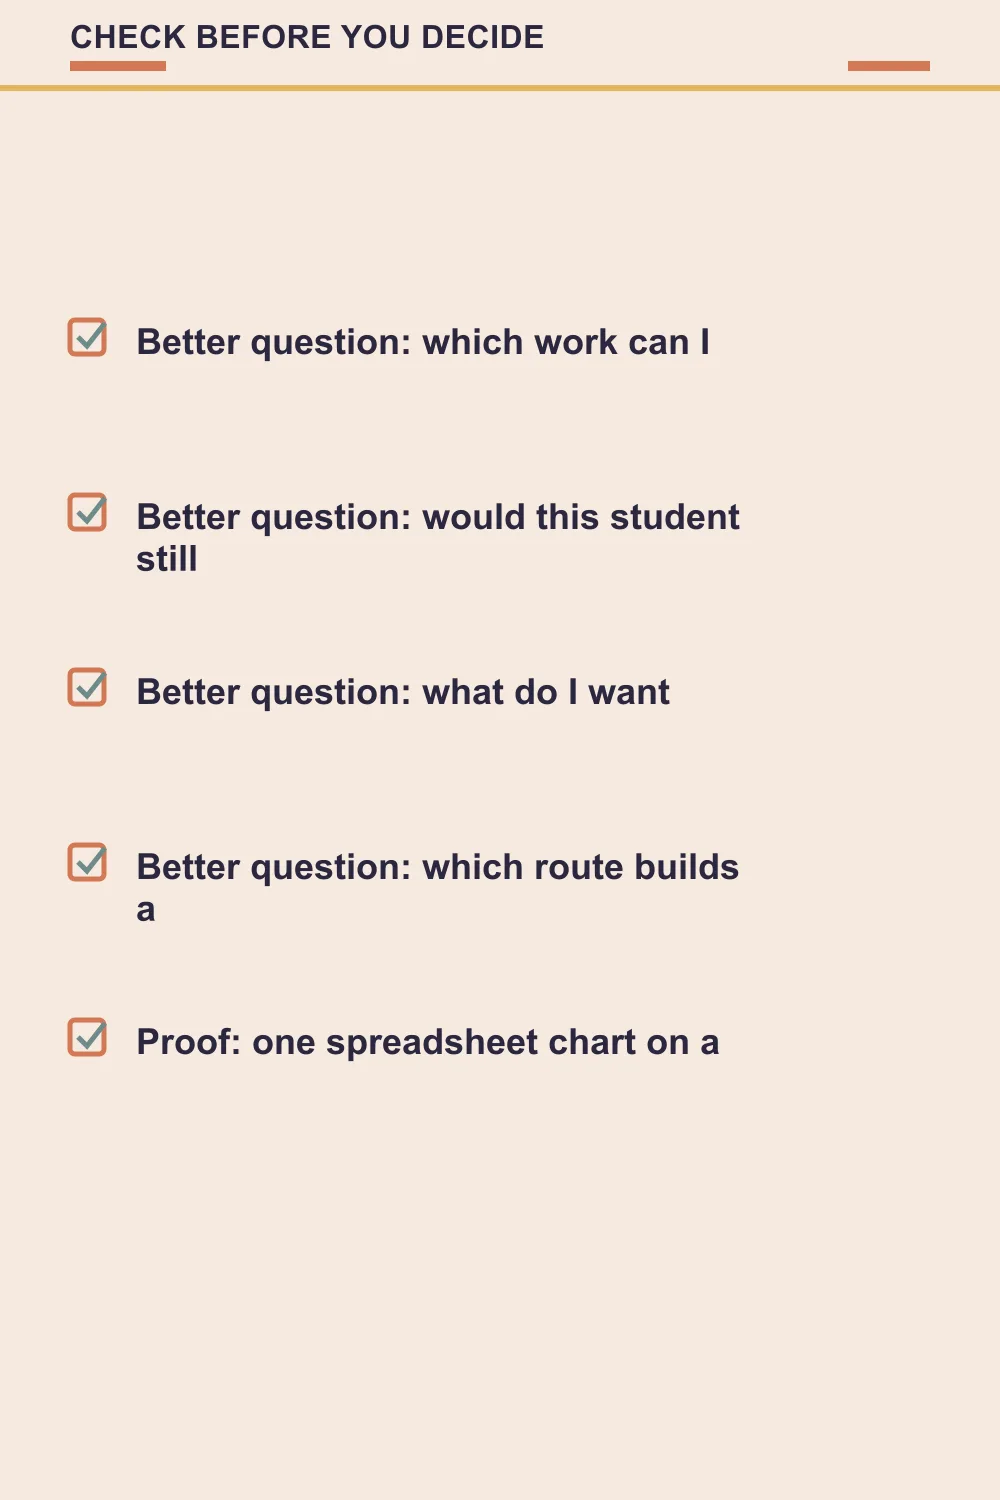 CHECK BEFORE YOU DECIDE
Better question: which work can I
Better question: would this student
still
Better question: what do I want
Better question: which route builds
a
Proof: one spreadsheet chart on a